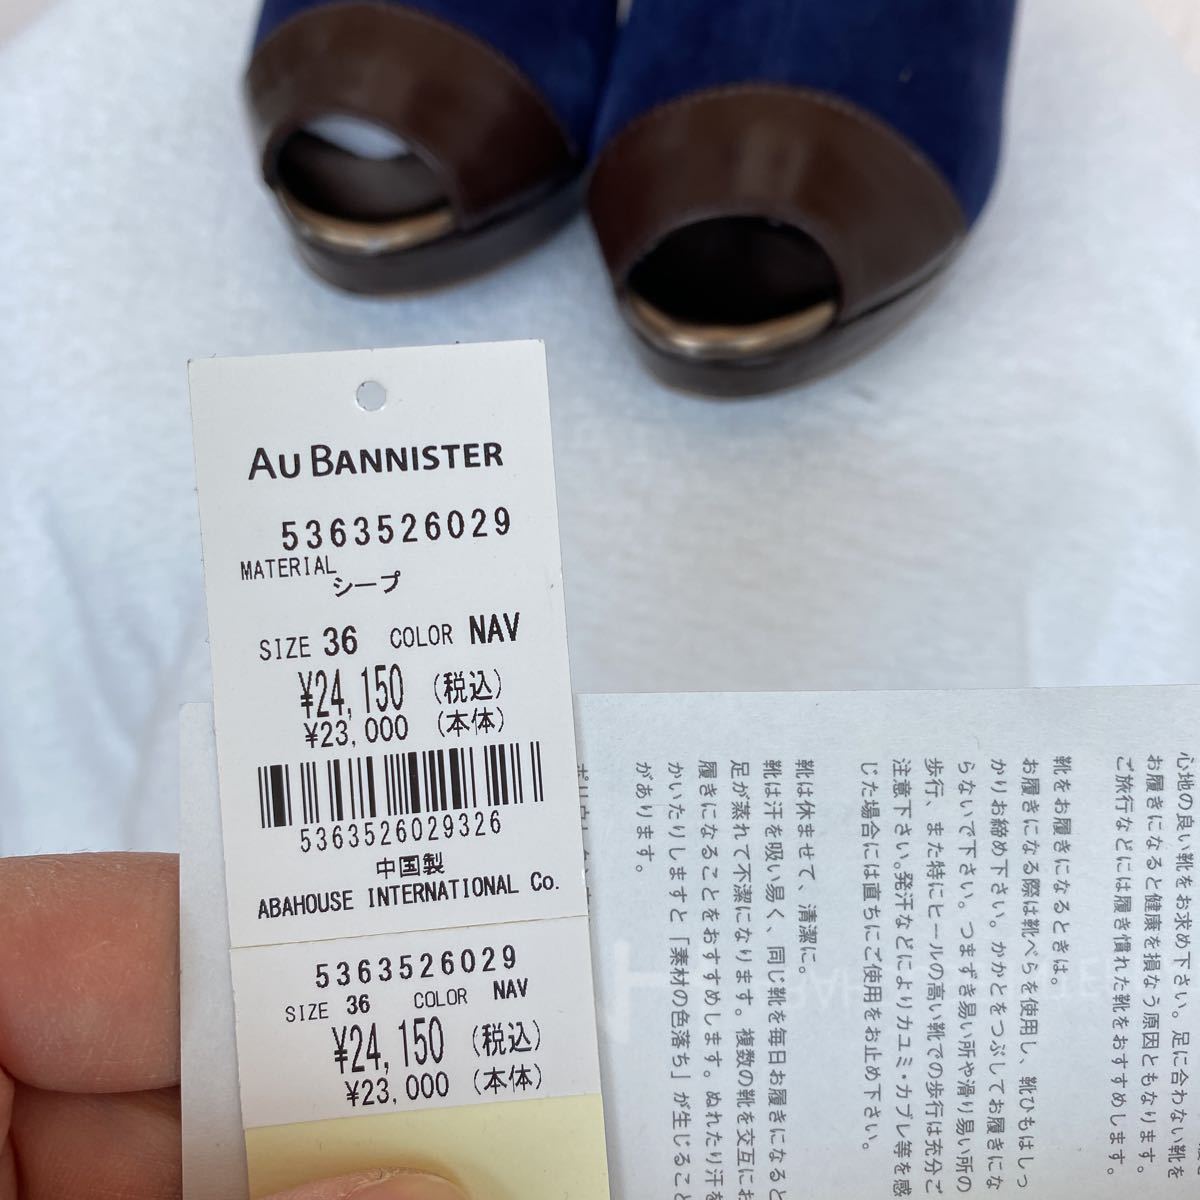 AU BANNISTER
5363526029
MATERIAL
シープ
SIZE 36 COLOR NAV
¥24,150 (税込)
¥23,000 (本体)
5363526029326
中国製
ABAHOUSE INTERNATIONAL Co.
5363526029
SIZE 36 COLOR NAV
¥24,150 (税込)
¥23,000 (本体)
心地の良い靴をお求め下さい。足に合わない靴を
お履きになると健康を損なう原因ともなります。
ご旅行などには履き慣れた靴をおすすめします。
靴をお履きになるときは。
お履きになる際は靴べらを使用し、靴ひもはしっ
かりお締め下さい。かかとをつぶしてお履きにな
らないで下さい。つまずき易い所や滑り易い所の
歩行、また特にヒールの高い靴での歩行は充分ご
注意下さい。発汗などによりカユミ・カブレ等を感
じた場合には直ちにご使用をお止め下さい。
靴は休ませて、清潔に。
靴は汗を吸い易く、同じ靴を毎日お履きになると
足が蒸れて不潔になります。複数の靴を交互にお
履きになることをおすすめします。ぬれたり汗を
かいたりしますと「素材の色落ち」が生じること
があります。